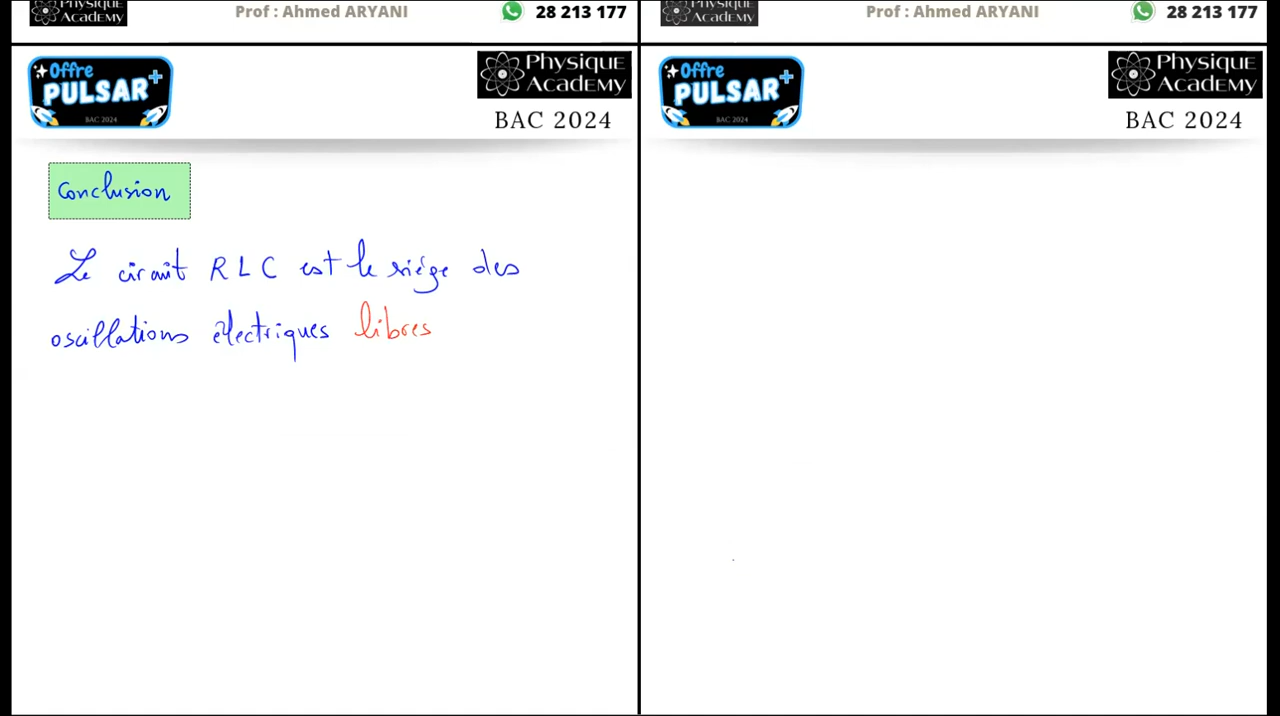 Physique
Academy
Prof : Ahmed ARYANI
28 213 177
Offre
PULSAR+
BAC 2024
Physique
Academy
BAC 2024
Conclusion
Le circuit RLC est le siège des
oscillations électriques libres
Physique
Academy
Prof : Ahmed ARYANI
28 213 177
Offre
PULSAR+
BAC 2024
Physique
Academy
BAC 2024